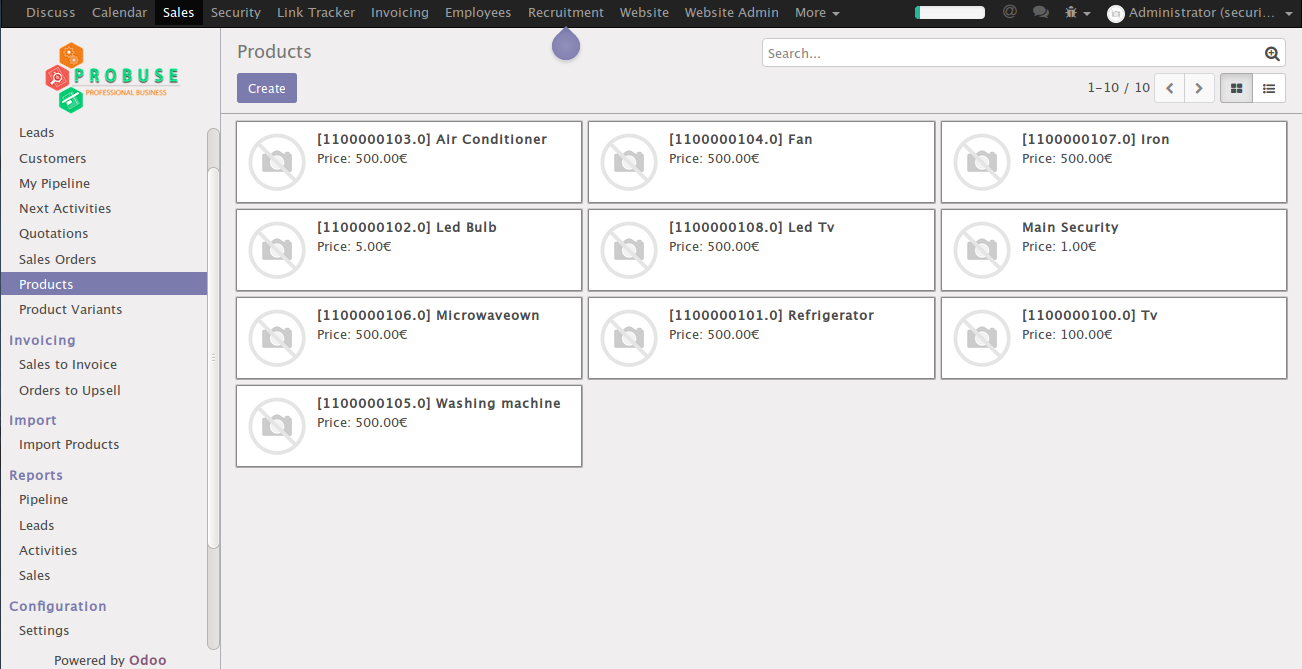 Discuss Calendar Sales Security Link Tracker Invoicing Employees Recruitment Website Website Admin More @ Administrator (securi...
PROBUSE
PROFESSIONAL BUSINESS
Leads
Customers
My Pipeline
Next Activities
Quotations
Sales Orders
Products
Product Variants
Invoicing
Sales to Invoice
Orders to Upsell
Import
Import Products
Reports
Pipeline
Leads
Activities
Sales
Configuration
Settings
Powered by Odoo
Products
Search...
Create
1-10 / 10
[1100000103.0] Air Conditioner
Price: 500.00€
[1100000104.0] Fan
Price: 500.00€
[1100000107.0] Iron
Price: 500.00€
[1100000102.0] Led Bulb
Price: 5.00€
[1100000108.0] Led Tv
Price: 500.00€
Main Security
Price: 1.00€
[1100000106.0] Microwaveown
Price: 500.00€
[1100000101.0] Refrigerator
Price: 500.00€
[1100000100.0] Tv
Price: 100.00€
[1100000105.0] Washing machine
Price: 500.00€